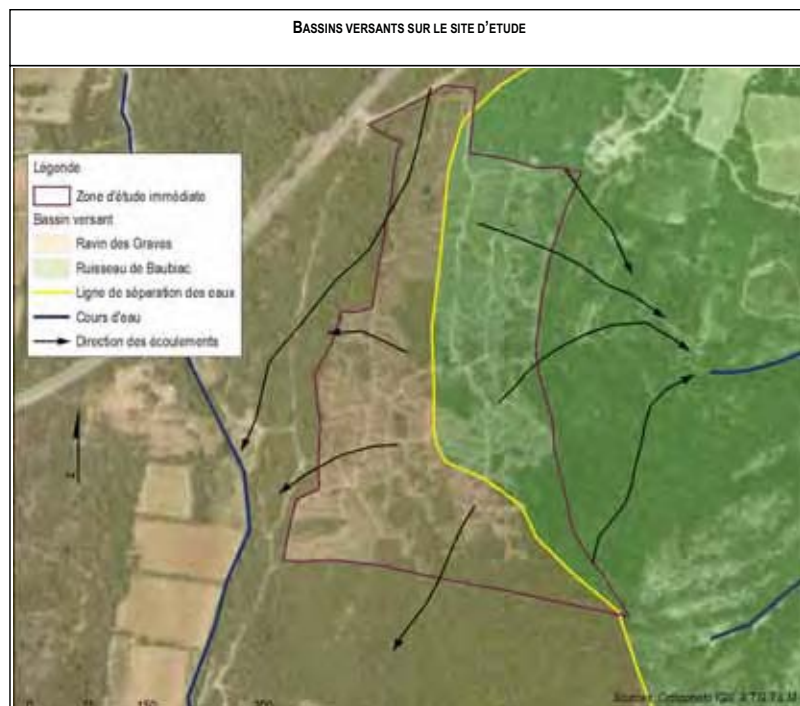 BASSINS VERSANTS SUR LE SITE D'ETUDE
Légende
Zone d'étude immédiate
Bassin versant
Ravin des Graves
Ruisseau de Baubiac
Ligne de séparation des eaux
Cours d'eau
Direction des écoulements